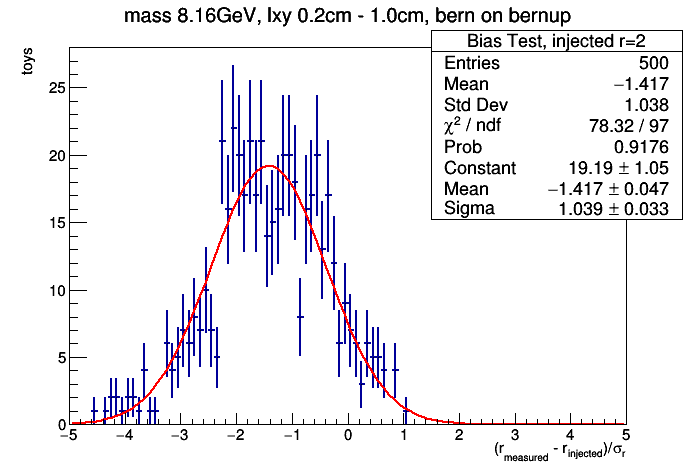 mass 8.16GeV, lxy 0.2cm - 1.0cm, bern on bernup
toys
Bias Test, injected r=2
Entries 500
Mean −1.417
Std Dev 1.038
χ² / ndf 78.32 / 97
Prob 0.9176
Constant 19.19 ± 1.05
Mean −1.417 ± 0.047
Sigma 1.039 ± 0.033
25
20
15
10
5
0
−5 −4 −3 −2 −1 0 1 2 3 4 5
(r_measured - r_injected)/σ_r